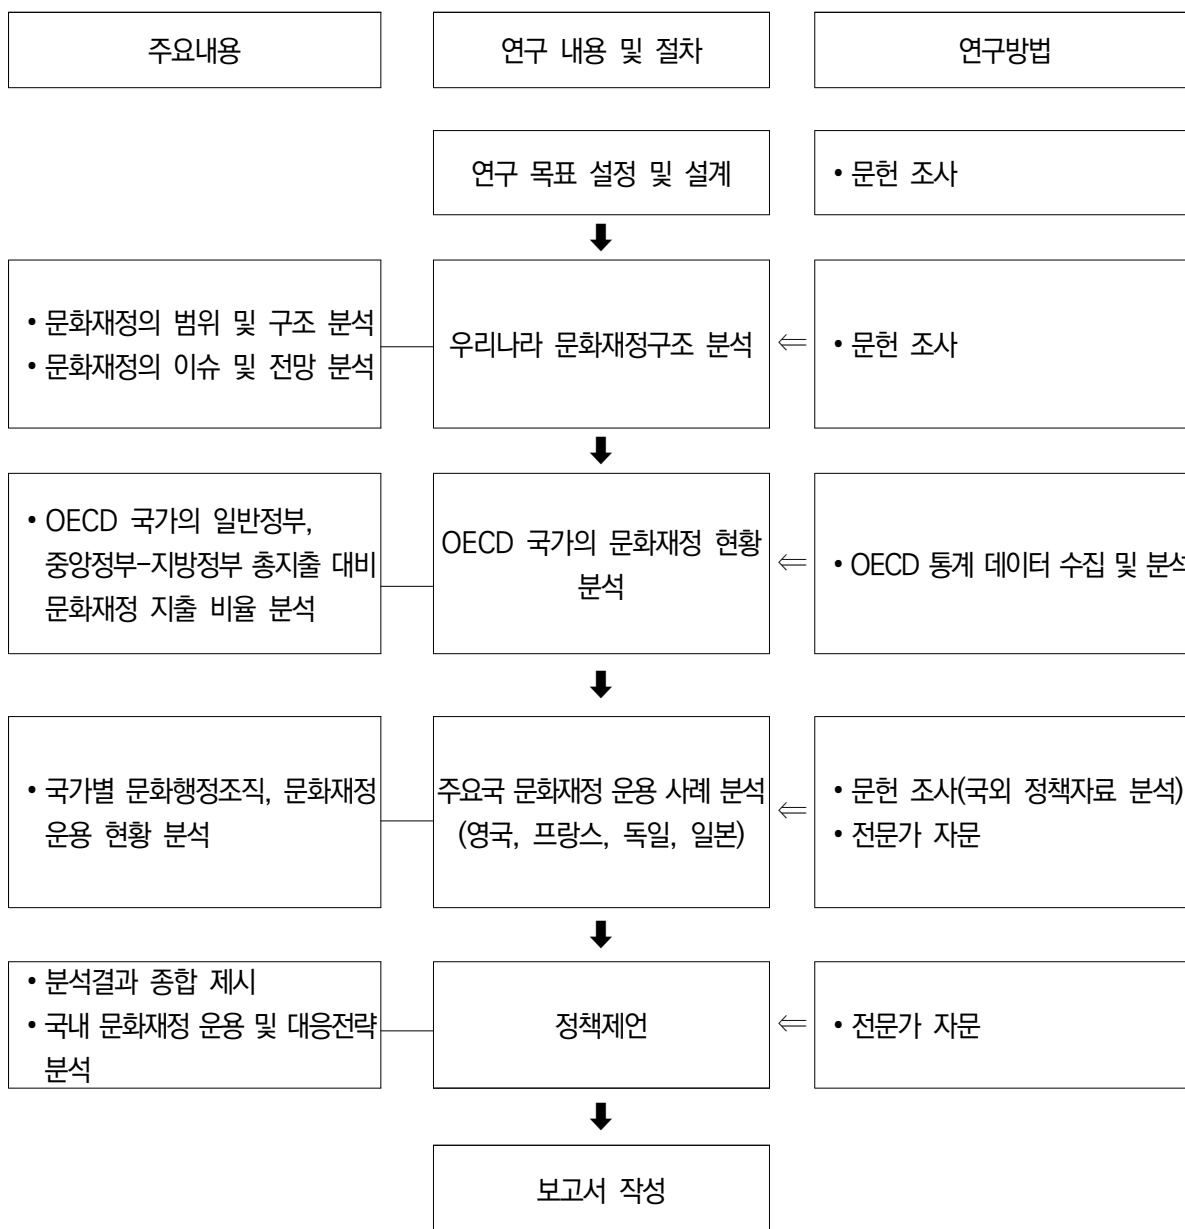 주요내용
연구 내용 및 절차
연구방법
연구 목표 설정 및 설계
• 문헌 조사
• 문화재정의 범위 및 구조 분석
• 문화재정의 이슈 및 전망 분석
우리나라 문화재정구조 분석
• 문헌 조사
• OECD 국가의 일반정부,
중앙정부-지방정부 총지출 대비
문화재정 지출 비율 분석
OECD 국가의 문화재정 현황
분석
• OECD 통계 데이터 수집 및 분석
• 국가별 문화행정조직, 문화재정
운용 현황 분석
주요국 문화재정 운용 사례 분석
(영국, 프랑스, 독일, 일본)
• 문헌 조사(국외 정책자료 분석)
• 전문가 자문
• 분석결과 종합 제시
• 국내 문화재정 운용 및 대응전략
분석
정책제언
• 전문가 자문
보고서 작성